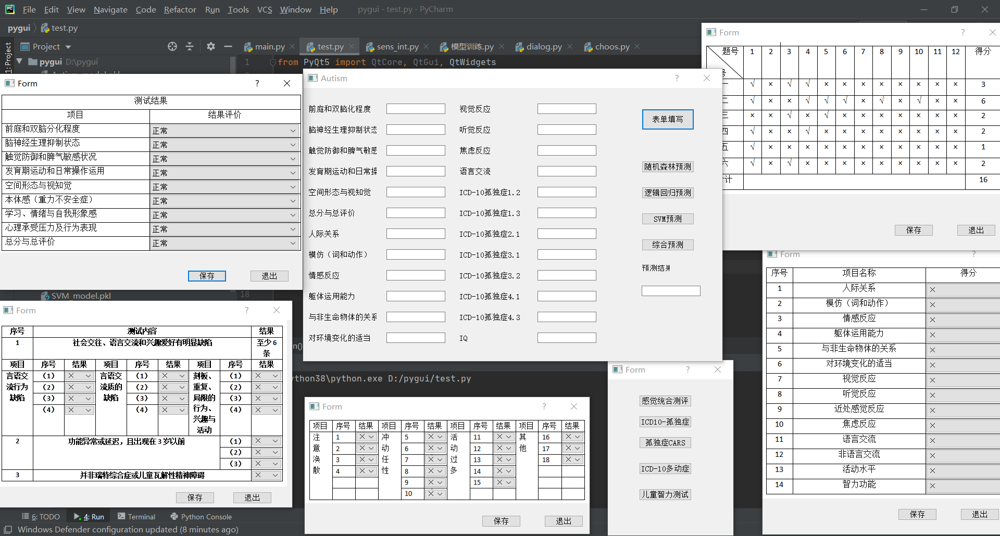 File Edit View Navigate Code Refactor Run Tools VCS Window Help pygui - test.py - PyCharm
pygui test.py
1: Project
Project main.py test.py sens_int.py 模型训练.py dialog.py choos.py
pygui D:\pygui
1 from PyQt5 import QtCore, QtGui, QtWidgets
Form
测试结果
项目 结果评价
前庭和双脑分化程度 正常
脑神经生理抑制状态 正常
触觉防御和脾气敏感状况 正常
发育期运动和日常操作运用 正常
空间形态与视知觉 正常
本体感（重力不安全症） 正常
学习、情绪与自我形象感 正常
心理承受压力及行为表现 正常
总分与总评价 正常
保存 退出
SVM_model.pkl 18
Autism
前庭和双脑化程度 视觉反应 表单填写
脑神经生理抑制状态 听觉反应
触觉防御和脾气敏感 焦虑反应
发育期运动和日常操 语言交流 随机森林预测
空间形态与视知觉 ICD-10孤独症1.2 逻辑回归预测
总分与总评价 ICD-10孤独症1.3 SVM预测
人际关系 ICD-10孤独症2.1 综合预测
模仿（词和动作） ICD-10孤独症3.1
情感反应 ICD-10孤独症3.2 预测结果
躯体运用能力 ICD-10孤独症4.1
与非生命物体的关系 ICD-10孤独症4.3
对环境变化的适当 IQ
Form
题号 1 2 3 4 5 6 7 8 9 10 11 12 得分
号
一 √ × √ √ × × × × × × × × 3
二 √ × × √ √ √ × √ × √ × × 6
三 × × √ × √ × × × × × × × 2
四 √ × × √ × × × × × × × × 2
五 √ × × × × × × × × × × × 1
六 √ × √ × × × × × × × × × 2
计 16
保存 退出
Form
序号 测试内容 结果
1 社会交往、语言交流和兴趣爱好有明显缺陷 至少6条
项目 序号 结果 项目 序号 结果 项目 序号 结果
言语交流行为缺陷 (1) × (2) × (3) × (4) ×
言语交流质的缺陷 (1) × (2) × (3) × (4) ×
刻板、重复、局限的行为、兴趣与活动 (1) × (2) × (3) × (4) ×
2 功能异常或延迟，且出现在3岁以前 (1) ×
(2) ×
(3) ×
3 并非瑞特综合症或儿童瓦解性精神障碍 ×
保存 退出
n()
ython38\python.exe D:/pygui/test.py
Form
项目 序号 结果 项目 序号 结果 项目 序号 结果 项目 序号 结果
注 1 × 冲 5 × 活 11 × 其 16 ×
意 2 × 动 6 × 动 12 × 他 17 ×
涣 3 × 任 7 × 过 13 × 18 ×
散 4 × 性 8 × 多 14 ×
9 × 15 ×
10 ×
保存 退出
Form
感觉统合测评
ICD10-孤独症
孤独症CARS
ICD-10多动症
儿童智力测试
Form
序号 项目名称 得分
1 人际关系 ×
2 模仿（词和动作） ×
3 情感反应 ×
4 躯体运用能力 ×
5 与非生命物体的关系 ×
6 对环境变化的适当 ×
7 视觉反应 ×
8 听觉反应 ×
9 近处感觉反应 ×
10 焦虑反应 ×
11 语言交流 ×
12 非语言交流 ×
13 活动水平 ×
14 智力功能 ×
保存 退出
6: TODO 4: Run Terminal Python Console
Windows Defender configuration updated (8 minutes ago)